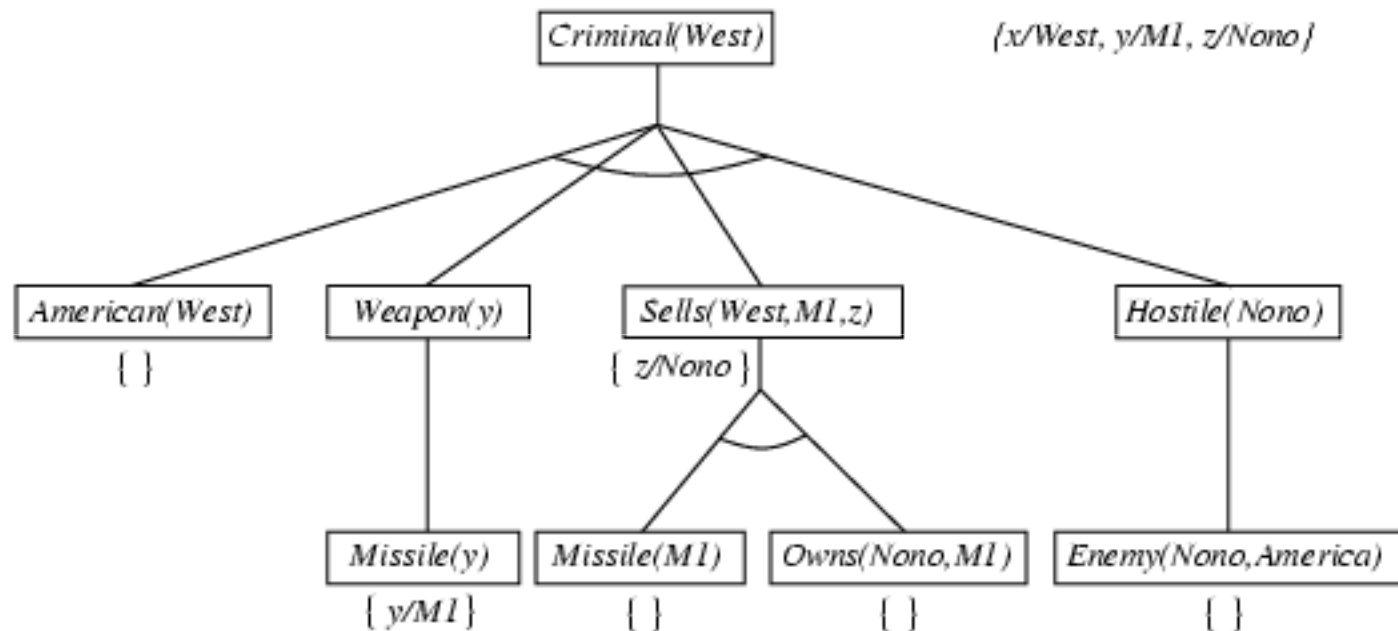 Criminal(West)
{x/West, y/M1, z/Nono}
American(West)
Weapon(y)
Sells(West,M1,z)
Hostile(Nono)
{ }
{ z/Nono }
Missile(y)
Missile(M1)
Owns(Nono,M1)
Enemy(Nono,America)
{ y/M1 }
{ }
{ }
{ }